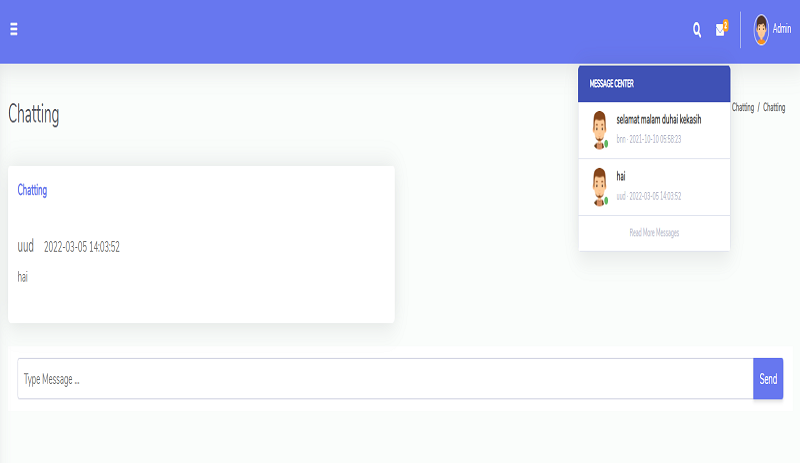 2
Admin
MESSAGE CENTER
selamat malam duhai kekasih
bnn · 2021-10-10 05:58:23
hai
uud · 2022-03-05 14:03:52
Read More Messages
Chatting / Chatting
Chatting
Chatting
uud 2022-03-05 14:03:52
hai
Type Message ...
Send